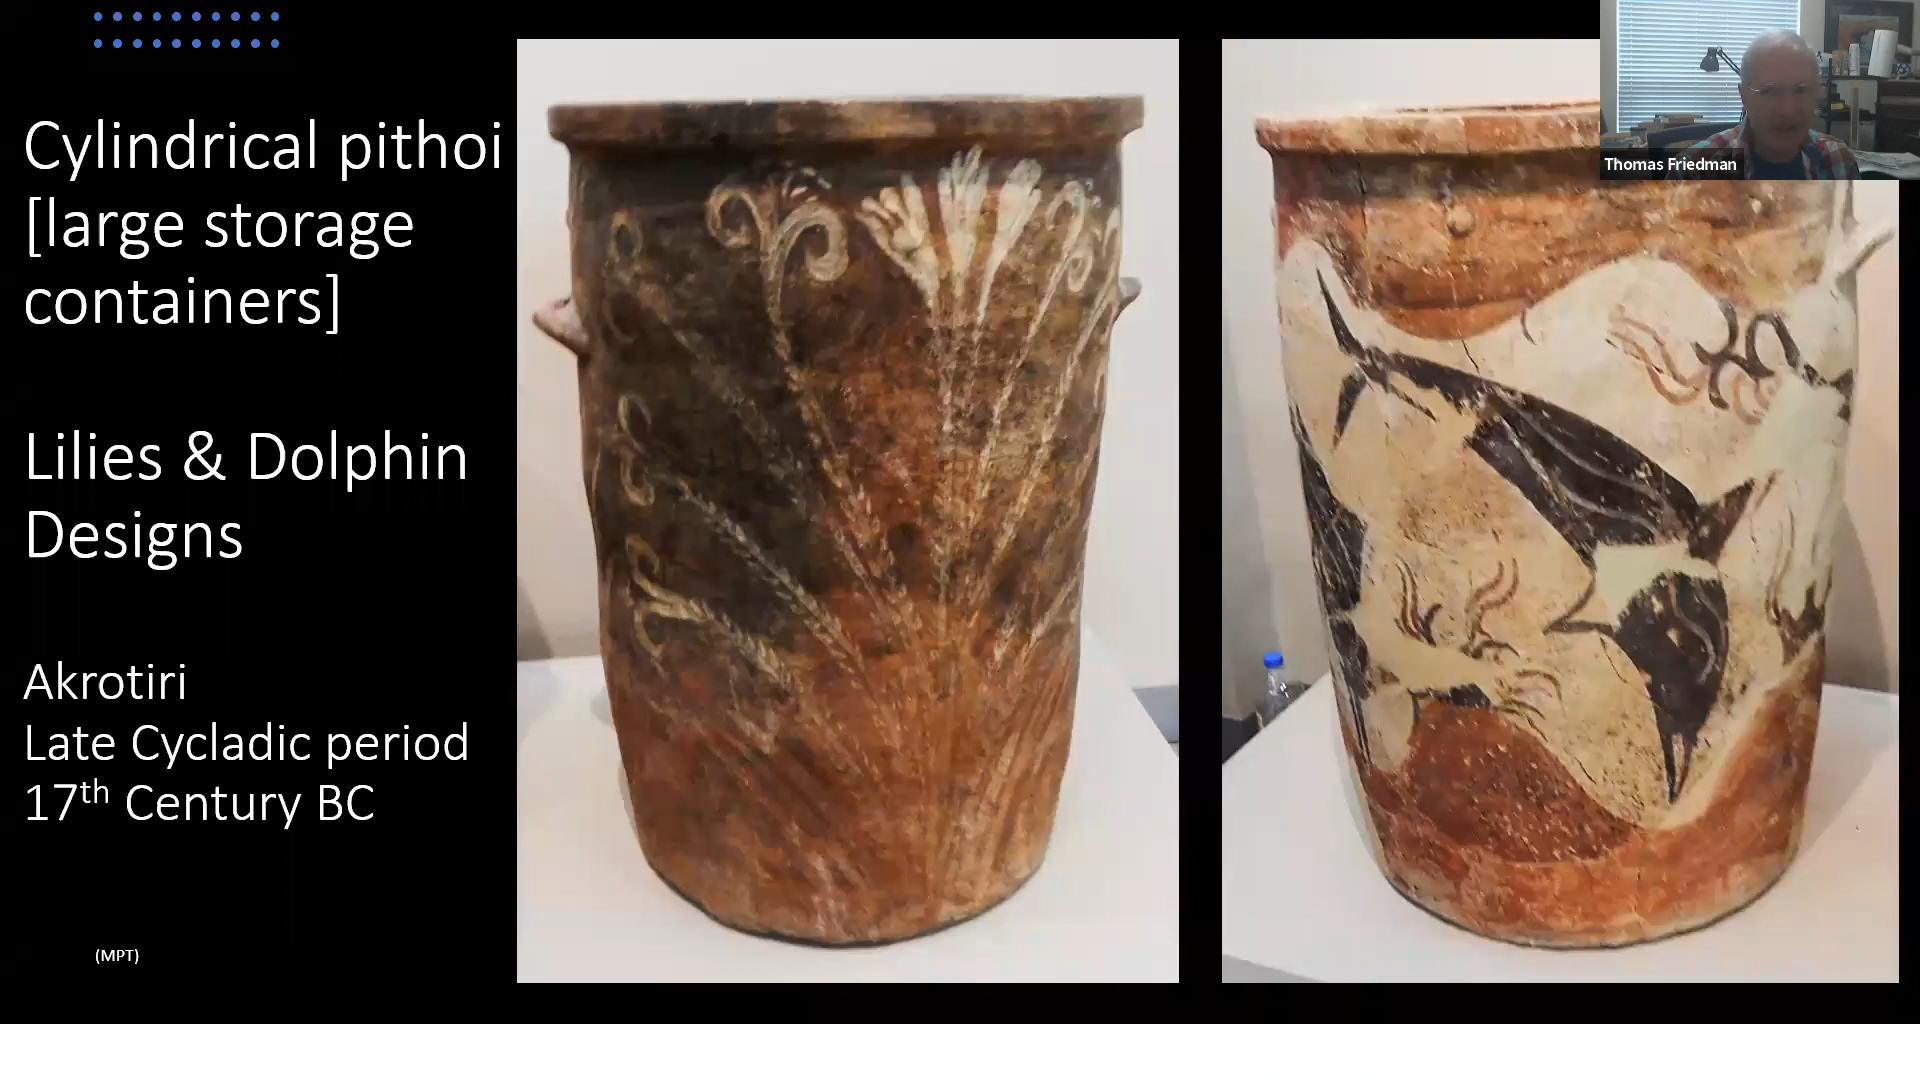 Cylindrical pithoi
[large storage
containers]
Lilies & Dolphin
Designs
Akrotiri
Late Cycladic period
17th Century BC
(MPT)
Thomas Friedman